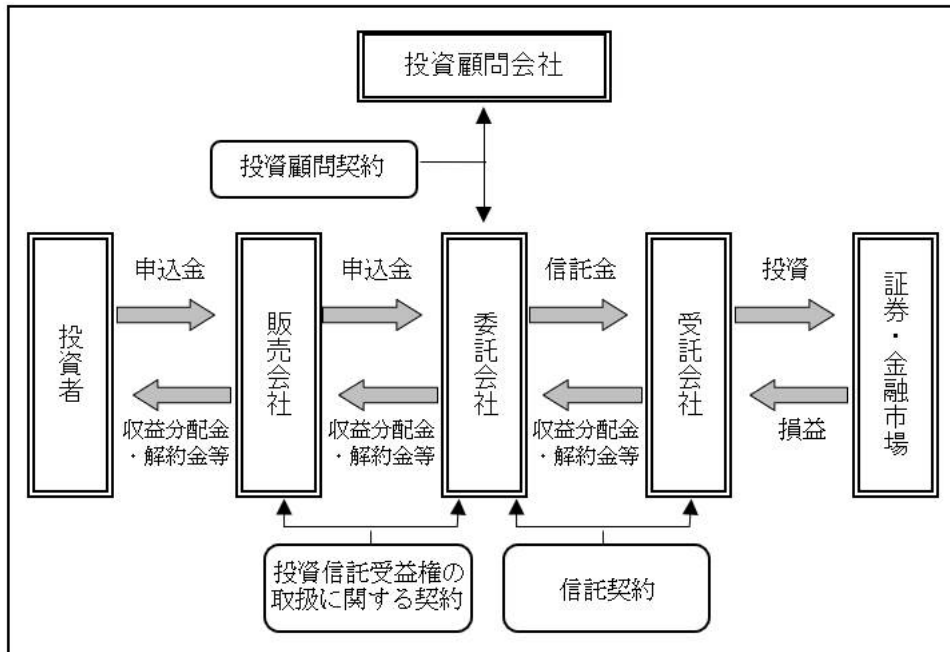 投資顧問会社
投資顧問契約
申込金
申込金
信託金
投資
投資者
販売会社
委託会社
受託会社
証券・金融市場
収益分配金
・解約金等
収益分配金
・解約金等
収益分配金
・解約金等
損益
投資信託受益権の
取扱に関する契約
信託契約